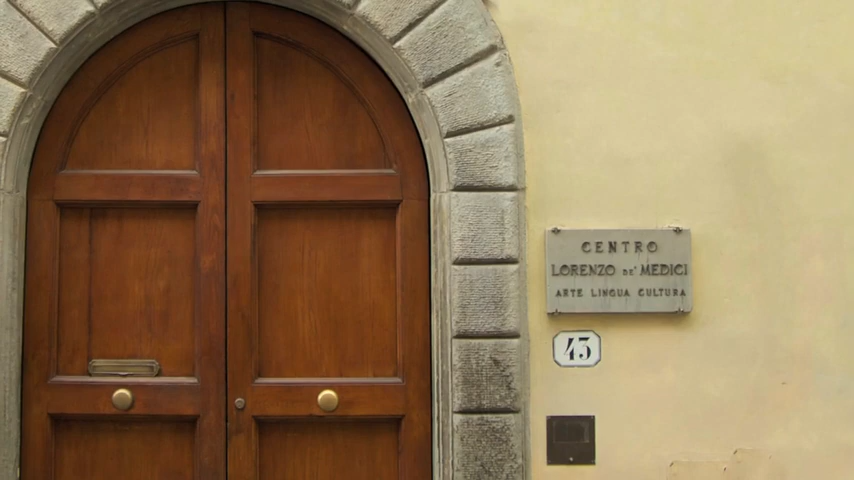 CENTRO
LORENZO DE' MEDICI
ARTE LINGUA CULTURA
43